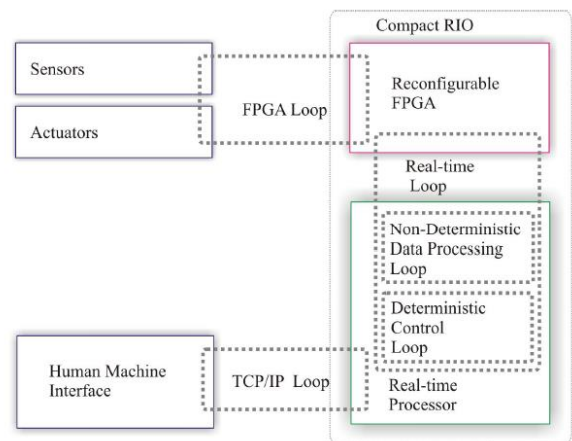 Compact RIO
Sensors
Actuators
FPGA Loop
Reconfigurable
FPGA
Real-time
Loop
Non-Deterministic
Data Processing
Loop
Deterministic
Control
Loop
Human Machine
Interface
TCP/IP Loop
Real-time
Processor